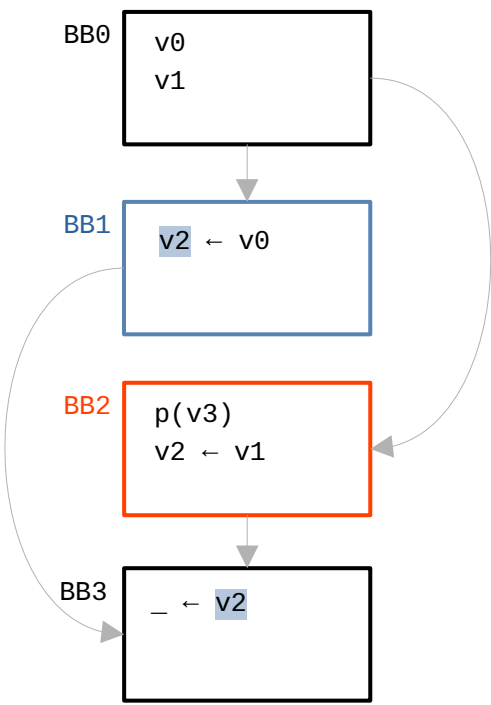 BB0
v0
v1
BB1
v2 ← v0
BB2
p(v3)
v2 ← v1
BB3
_ ← v2